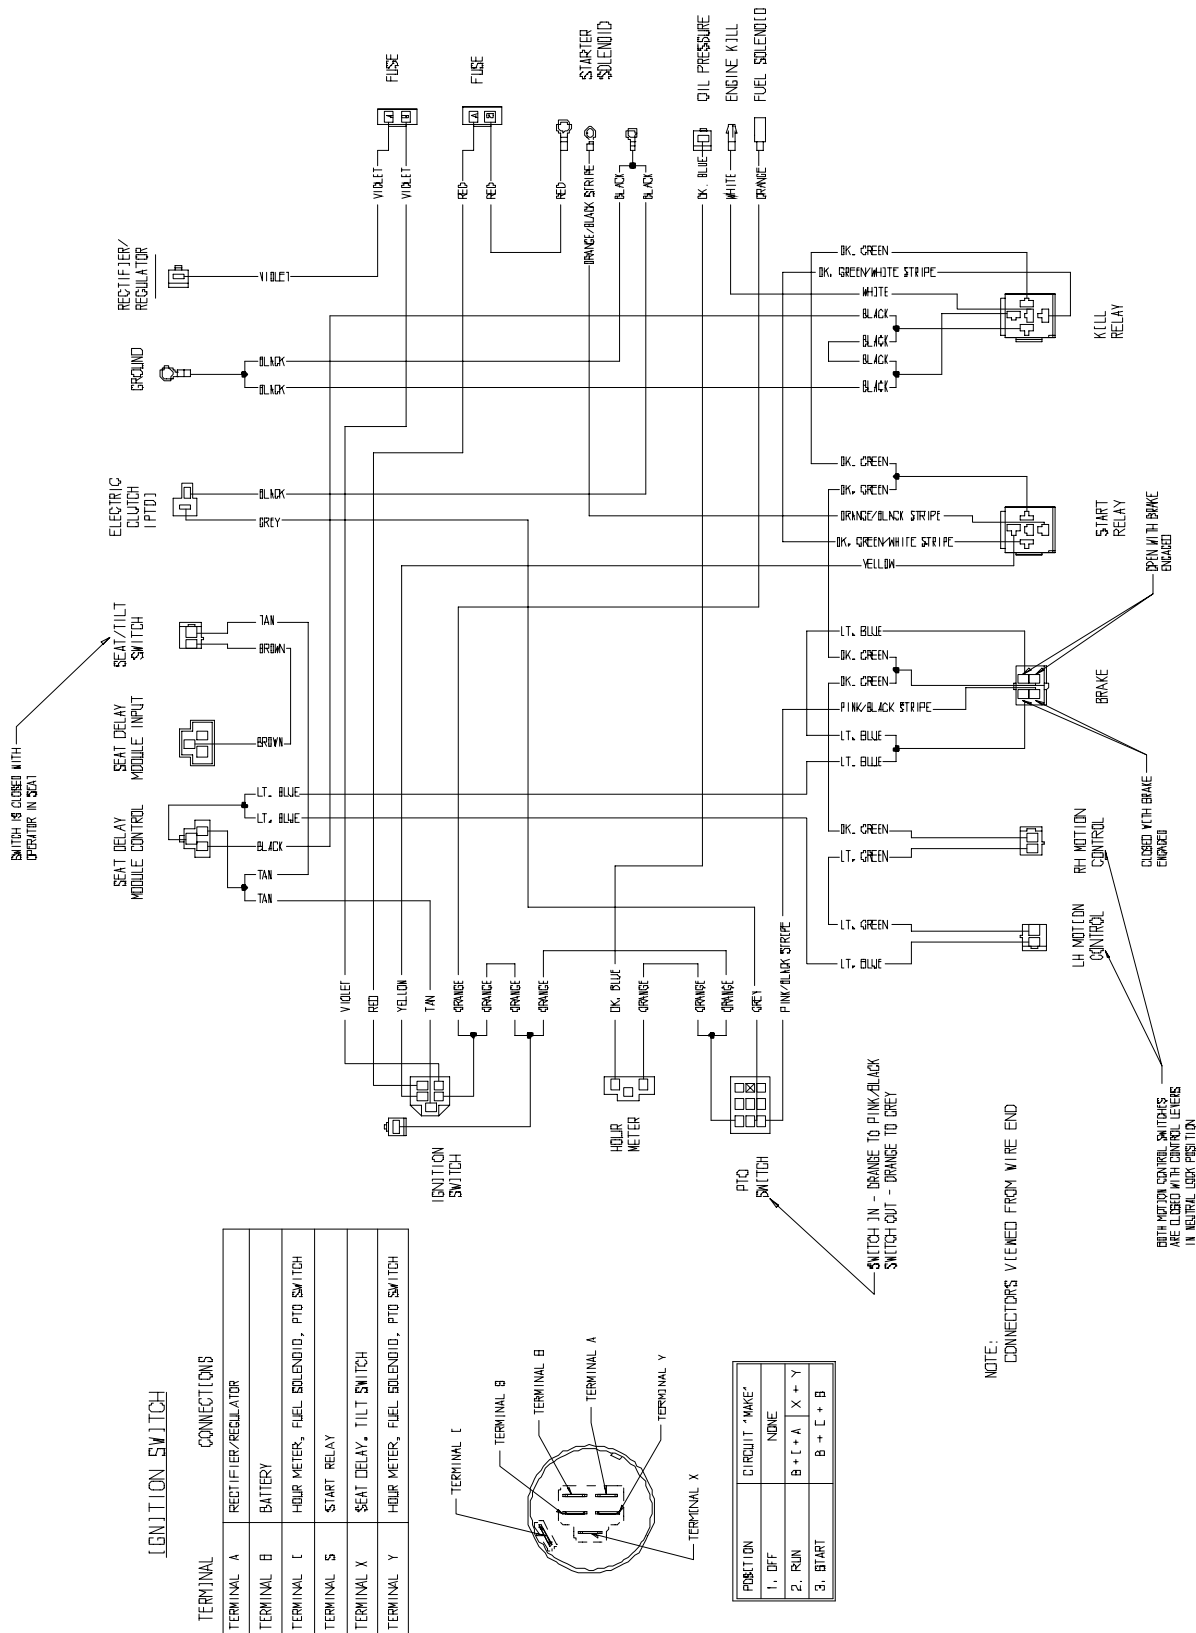 IGNITION SWITCH
TERMINAL CONNECTIONS
TERMINAL A RECTIFIER/REGULATOR
TERMINAL B BATTERY
TERMINAL I HOUR METER, FUEL SOLENOID, PTO SWITCH
TERMINAL S START RELAY
TERMINAL X SEAT DELAY, TILT SWITCH
TERMINAL Y HOUR METER, FUEL SOLENOID, PTO SWITCH
TERMINAL I
TERMINAL B
TERMINAL A
TERMINAL Y
TERMINAL X
POSITION CIRCUIT "MAKE"
1. OFF NONE
2. RUN B+I+A X + Y
NOTE:
CONNECTORS VIEWED FROM WIRE END
SWITCH IS CLOSED WITH
OPERATOR IN SEAT
RECTIFIER/
REGULATOR
GROUND
ELECTRIC
CLUTCH
(PTO)
SEAT/TILT
SWITCH
SEAT DELAY
MODULE INPUT
SEAT DELAY
MODULE CONTROL
VIOLET
BLACK
BLACK
BLACK
GREY
TAN
BROWN
BROWN
LT. BLUE
LT. BLUE
BLACK
TAN
TAN
FUSE
FUSE
STARTER
SOLENOID
OIL PRESSURE
ENGINE KILL
FUEL SOLENOID
A
B
A
B
VIOLET
VIOLET
RED
RED
RED
ORANGE/BLACK STRIPE
BLACK
BLACK
DK. BLUE
WHITE
ORANGE
DK. GREEN
DK. GREEN/WHITE STRIPE
WHITE
BLACK
BLACK
BLACK
BLACK
KILL
RELAY
DK. GREEN
DK. GREEN
ORANGE/BLACK STRIPE
DK. GREEN/WHITE STRIPE
YELLOW
START
RELAY
OPEN WITH BRAKE
ENGAGED
LT. BLUE
DK. GREEN
DK. GREEN
PINK/BLACK STRIPE
LT. BLUE
LT. BLUE
BRAKE
CLOSED WITH BRAKE
ENGAGED
DK. GREEN
LT. GREEN
RH MOTION
CONTROL
LT. GREEN
LT. BLUE
LH MOTION
CONTROL
BOTH MOTION CONTROL SWITCHES
ARE CLOSED WITH CONTROL LEVERS
IN NEUTRAL LOCK POSITION
VIOLET
RED
YELLOW
TAN
ORANGE
ORANGE
ORANGE
ORANGE
DK. BLUE
ORANGE
ORANGE
ORANGE
GREY
PINK/BLACK STRIPE
IGNITION
SWITCH
HOUR
METER
PTO
SWITCH
SWITCH IN - ORANGE TO PINK/BLACK
SWITCH OUT - ORANGE TO GREY